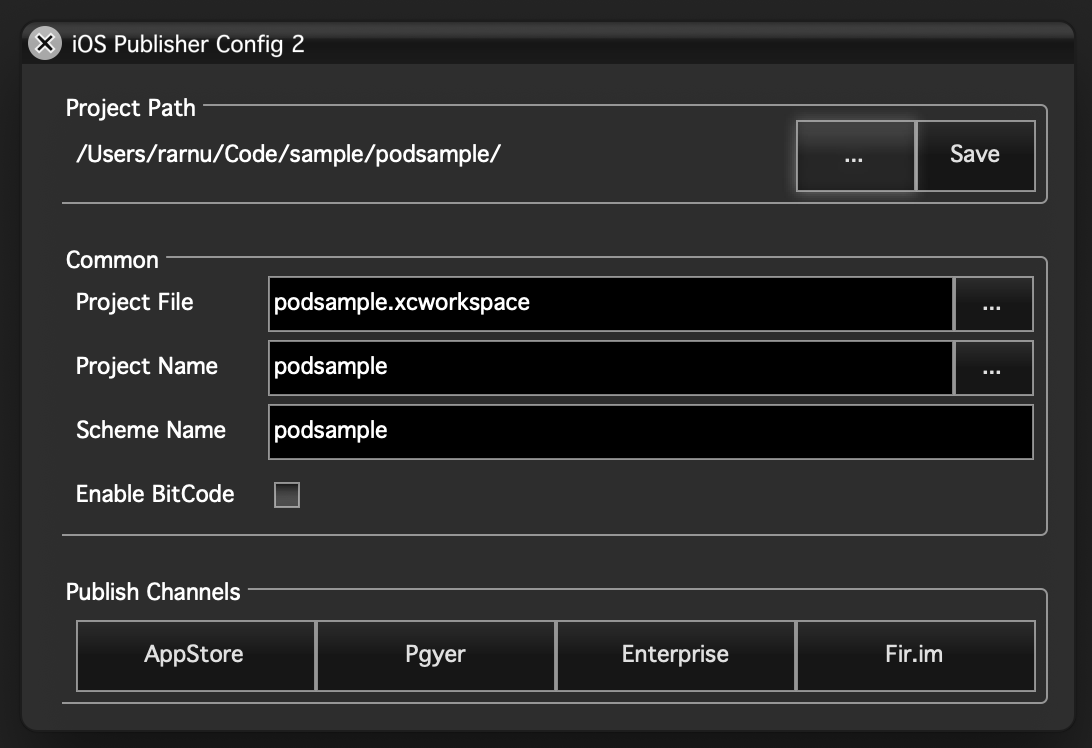 iOS Publisher Config 2
Project Path
/Users/rarnu/Code/sample/podsample/
... Save
Common
Project File podsample.xcworkspace ...
Project Name podsample ...
Scheme Name podsample
Enable BitCode
Publish Channels
AppStore Pgyer Enterprise Fir.im